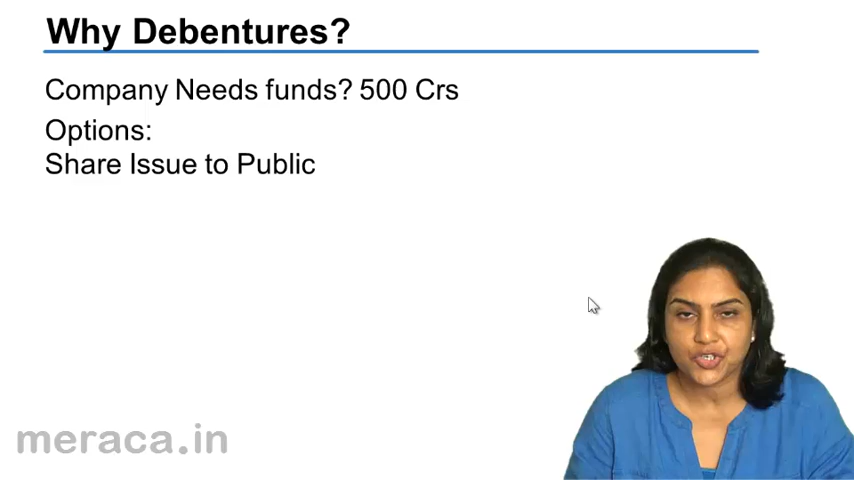 Why Debentures?
Company Needs funds? 500 Crs
Options:
Share Issue to Public
meraca.in